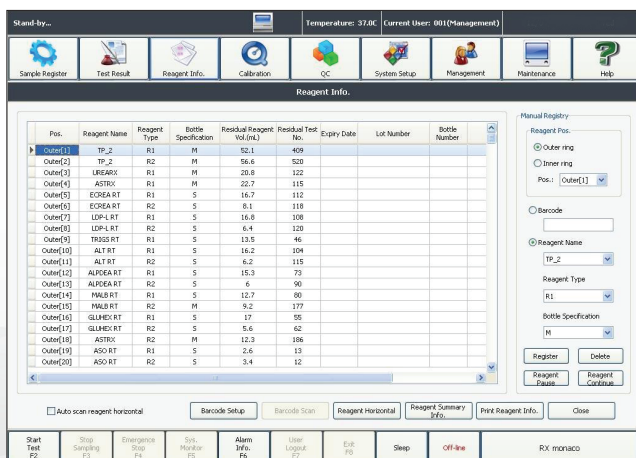 Stand-by...
Temperature: 37.0C Current User: 001(Management)
Sample Register Test Result Reagent Info. Calibration QC System Setup Management Maintenance Help
Reagent Info.
Manual Registry
Pos. Reagent Name Reagent Type Bottle Specification Residual Reagent Vol.(mL) Residual Test No. Expiry Date Lot Number Bottle Number
Outer[1] TP_2 R1 M 52.1 409
Outer[2] TP_2 R2 M 56.6 520
Outer[3] UREARX R1 M 20.8 122
Outer[4] ASTRX R1 M 22.7 115
Outer[5] ECREA RT R1 S 16.7 112
Outer[6] ECREA RT R2 S 8.1 118
Outer[7] LDP-L RT R1 S 16.8 108
Outer[8] LDP-L RT R2 S 6.4 120
Outer[9] TRIGS RT R1 S 13.5 46
Outer[10] ALT RT R1 S 16.2 104
Outer[11] ALT RT R2 S 6.2 115
Outer[12] ALPDEA RT R1 S 15.3 73
Outer[13] ALPDEA RT R2 S 6 90
Outer[14] MALB RT R1 S 12.7 80
Outer[15] MALB RT R2 M 9.2 177
Outer[16] GLUHEX RT R1 S 17 55
Outer[17] GLUHEX RT R2 S 5.6 62
Outer[18] ASTRX R2 M 12.3 186
Outer[19] ASO RT R1 S 2.6 13
Outer[20] ASO RT R2 S 3.4 12
Reagent Pos.
Outer ring
Inner ring
Pos.: Outer[1]
Barcode
Reagent Name
TP_2
Reagent Type
R1
Bottle Specification
M
Register Delete
Reagent Pause Reagent Continue
Auto scan reagent horizontal Barcode Setup Barcode Scan Reagent Horizontal Reagent Summary Info. Print Reagent Info. Close
Start Test F2 Stop Sampling F3 Emergence Stop F4 Sys. Monitor F5 Alarm Info. F6 User Logout F7 Exit F8 Sleep Off-line RX monaco